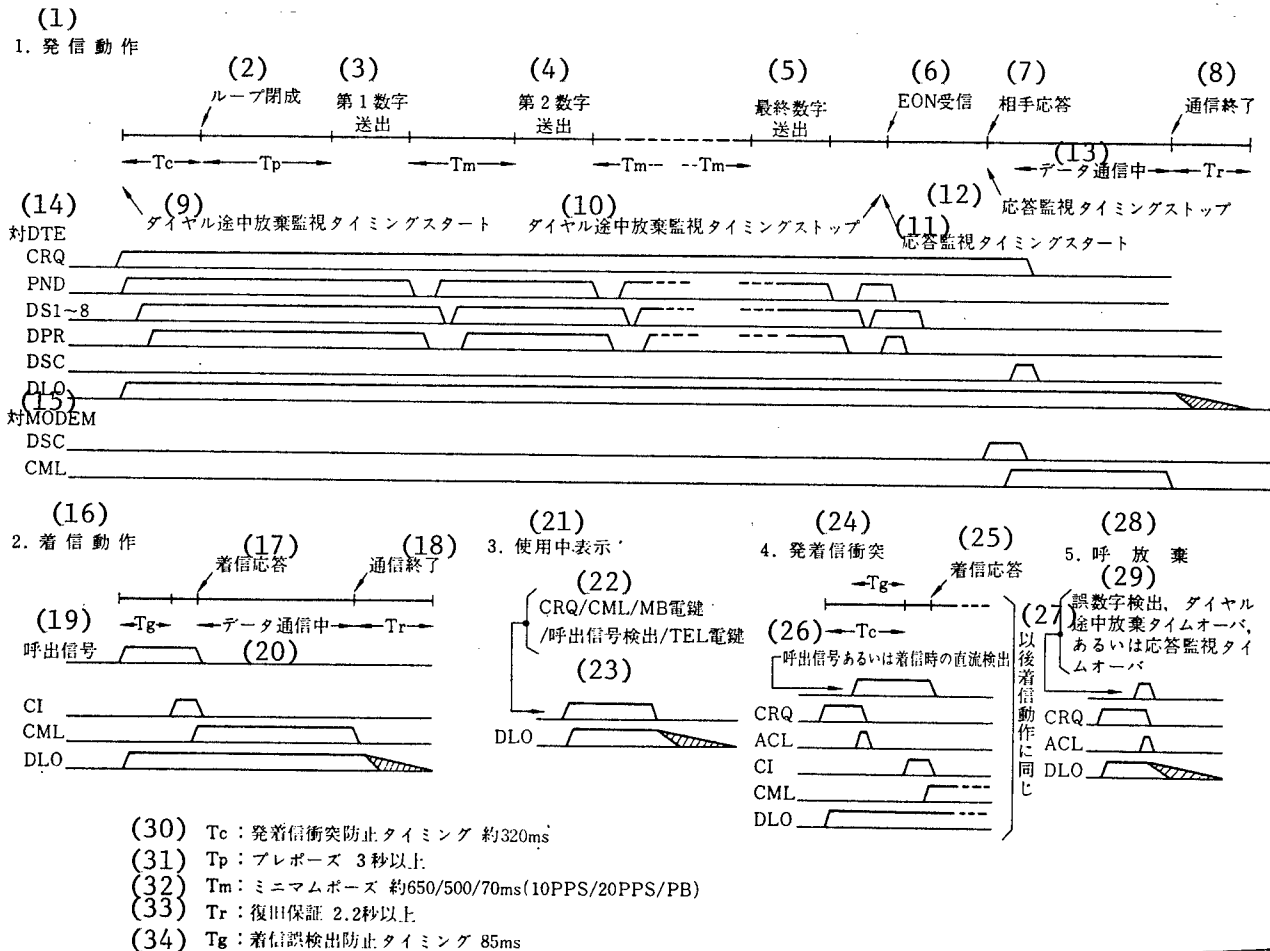 (1)
1. 発信動作
(2)
ループ閉成
(3)
第1数字
送出
(4)
第2数字
送出
(5)
最終数字
送出
(6)
EON受信
(7)
相手応答
(8)
通信終了
Tc
Tp
Tm
Tm
Tm
(13)
データ通信中
Tr
(9)
ダイヤル途中放棄監視タイミングスタート
(10)
ダイヤル途中放棄監視タイミングストップ
(11)
応答監視タイミングスタート
(12)
応答監視タイミングストップ
(14)
対DTE
CRQ
PND
DS1~8
DPR
DSC
DLO
(15)
対MODEM
DSC
CML
(16)
2. 着信動作
(17)
着信応答
(18)
通信終了
Tg
データ通信中
Tr
(19)
呼出信号
(20)
CI
CML
DLO
(21)
3. 使用中表示
(22)
CRQ/CML/MB電鍵
/呼出信号検出/TEL電鍵
(23)
DLO
(24)
4. 発着信衝突
(25)
着信応答
Tg
Tc
(26)
呼出信号あるいは着信時の直流検出
CRQ
ACL
CI
CML
DLO
(27)
以後着信動作に同じ
(28)
5. 呼放棄
(29)
誤数字検出、ダイヤル
途中放棄タイムオーバ、
あるいは応答監視タイ
ムオーバ
CRQ
ACL
DLO
(30) Tc:発着信衝突防止タイミング 約320ms
(31) Tp:プレポーズ 3秒以上
(32) Tm:ミニマムポーズ 約650/500/70ms(10PPS/20PPS/PB)
(33) Tr:復旧保証 2.2秒以上
(34) Tg:着信誤検出防止タイミング 85ms